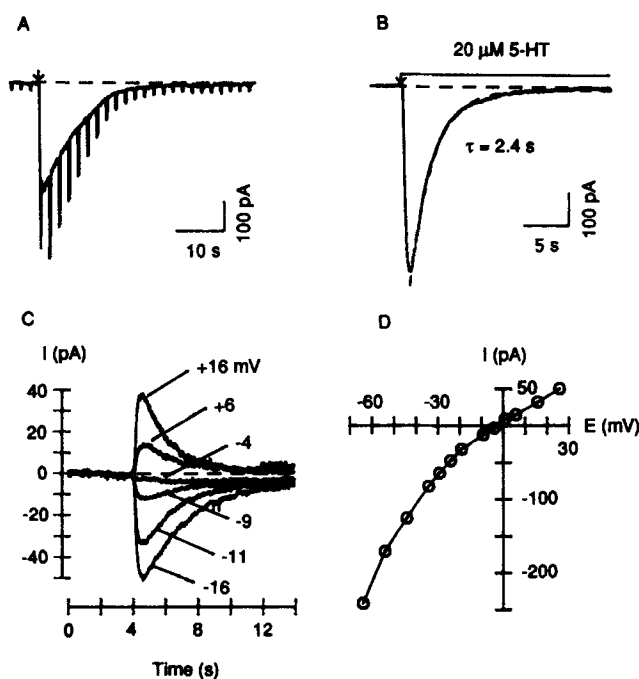 A
10 s
100 pA
B
20 μM 5-HT
τ = 2.4 s
5 s
100 pA
C
I (pA)
40
20
0
-20
-40
+16 mV
+6
-4
-9
-11
-16
0 4 8 12
Time (s)
D
I (pA)
50
-60 -30
E (mV)
30
-100
-200